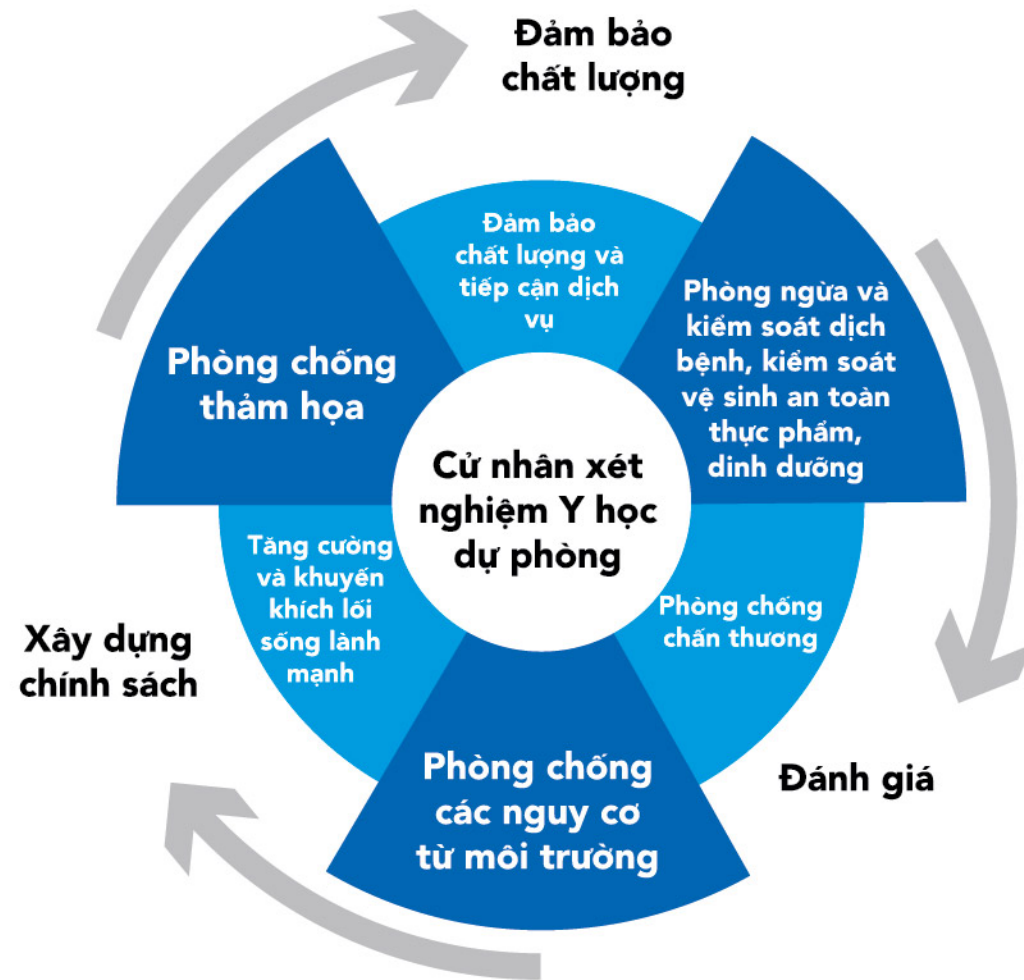 Đảm bảo
chất lượng
Đảm bảo
chất lượng và
tiếp cận dịch
vụ
Phòng ngừa và
kiểm soát dịch
bệnh, kiểm soát
vệ sinh an toàn
thực phẩm,
dinh dưỡng
Phòng chống
thảm họa
Cử nhân xét
nghiệm Y học
dự phòng
Tăng cường
và khuyến
khích lối
sống lành
mạnh
Phòng chống
chấn thương
Xây dựng
chính sách
Phòng chống
các nguy cơ
từ môi trường
Đánh giá